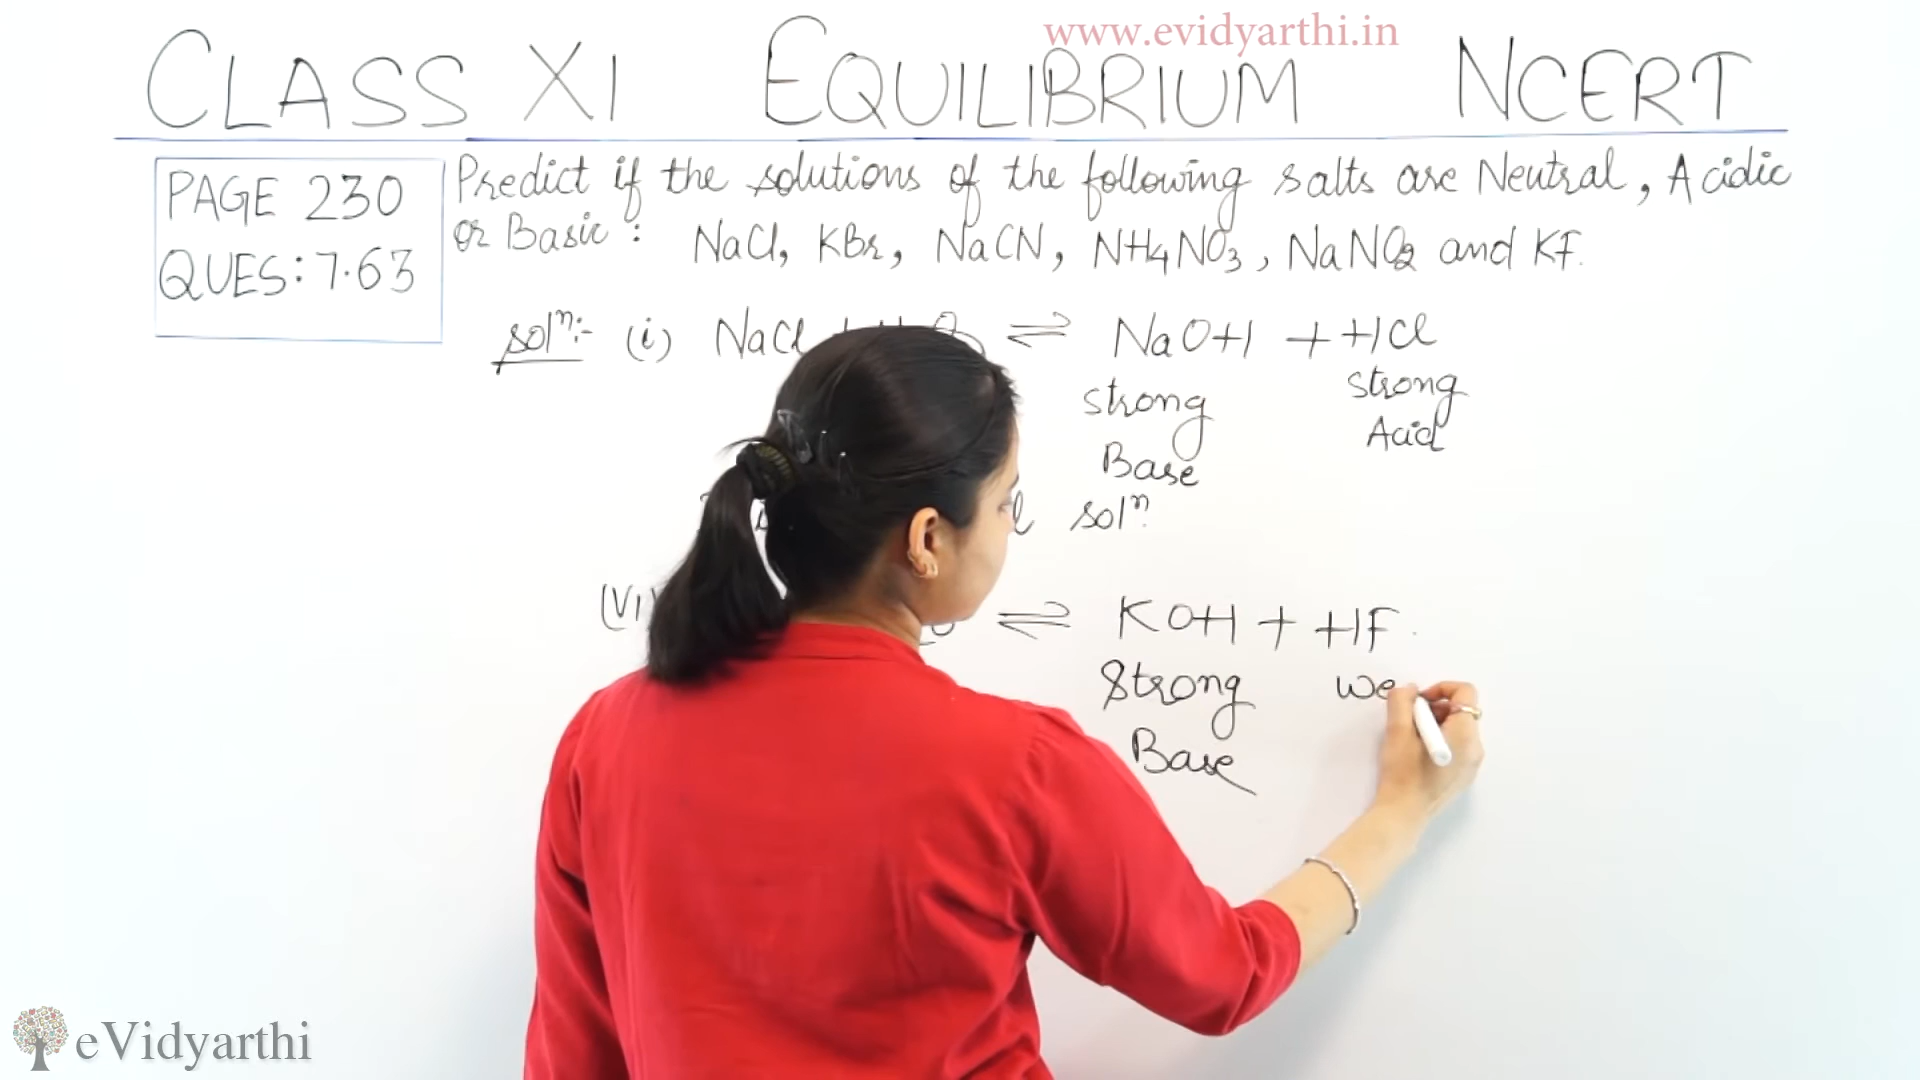 www.evidyarthi.in
CLASS XI EQUILIBRIUM NCERT
PAGE 230
QUES: 7.63
Predict if the solutions of the following salts are Neutral, Acidic
or Basic: NaCl, KBr, NaCN, NH4NO3, NaNO2 and KF.
solⁿ:- (i) NaCl + H2O ⇌ NaOH + HCl
strong strong
Base Acid
solⁿ.
(VI) ⇌ KOH + HF
Strong We
Base
eVidyarthi